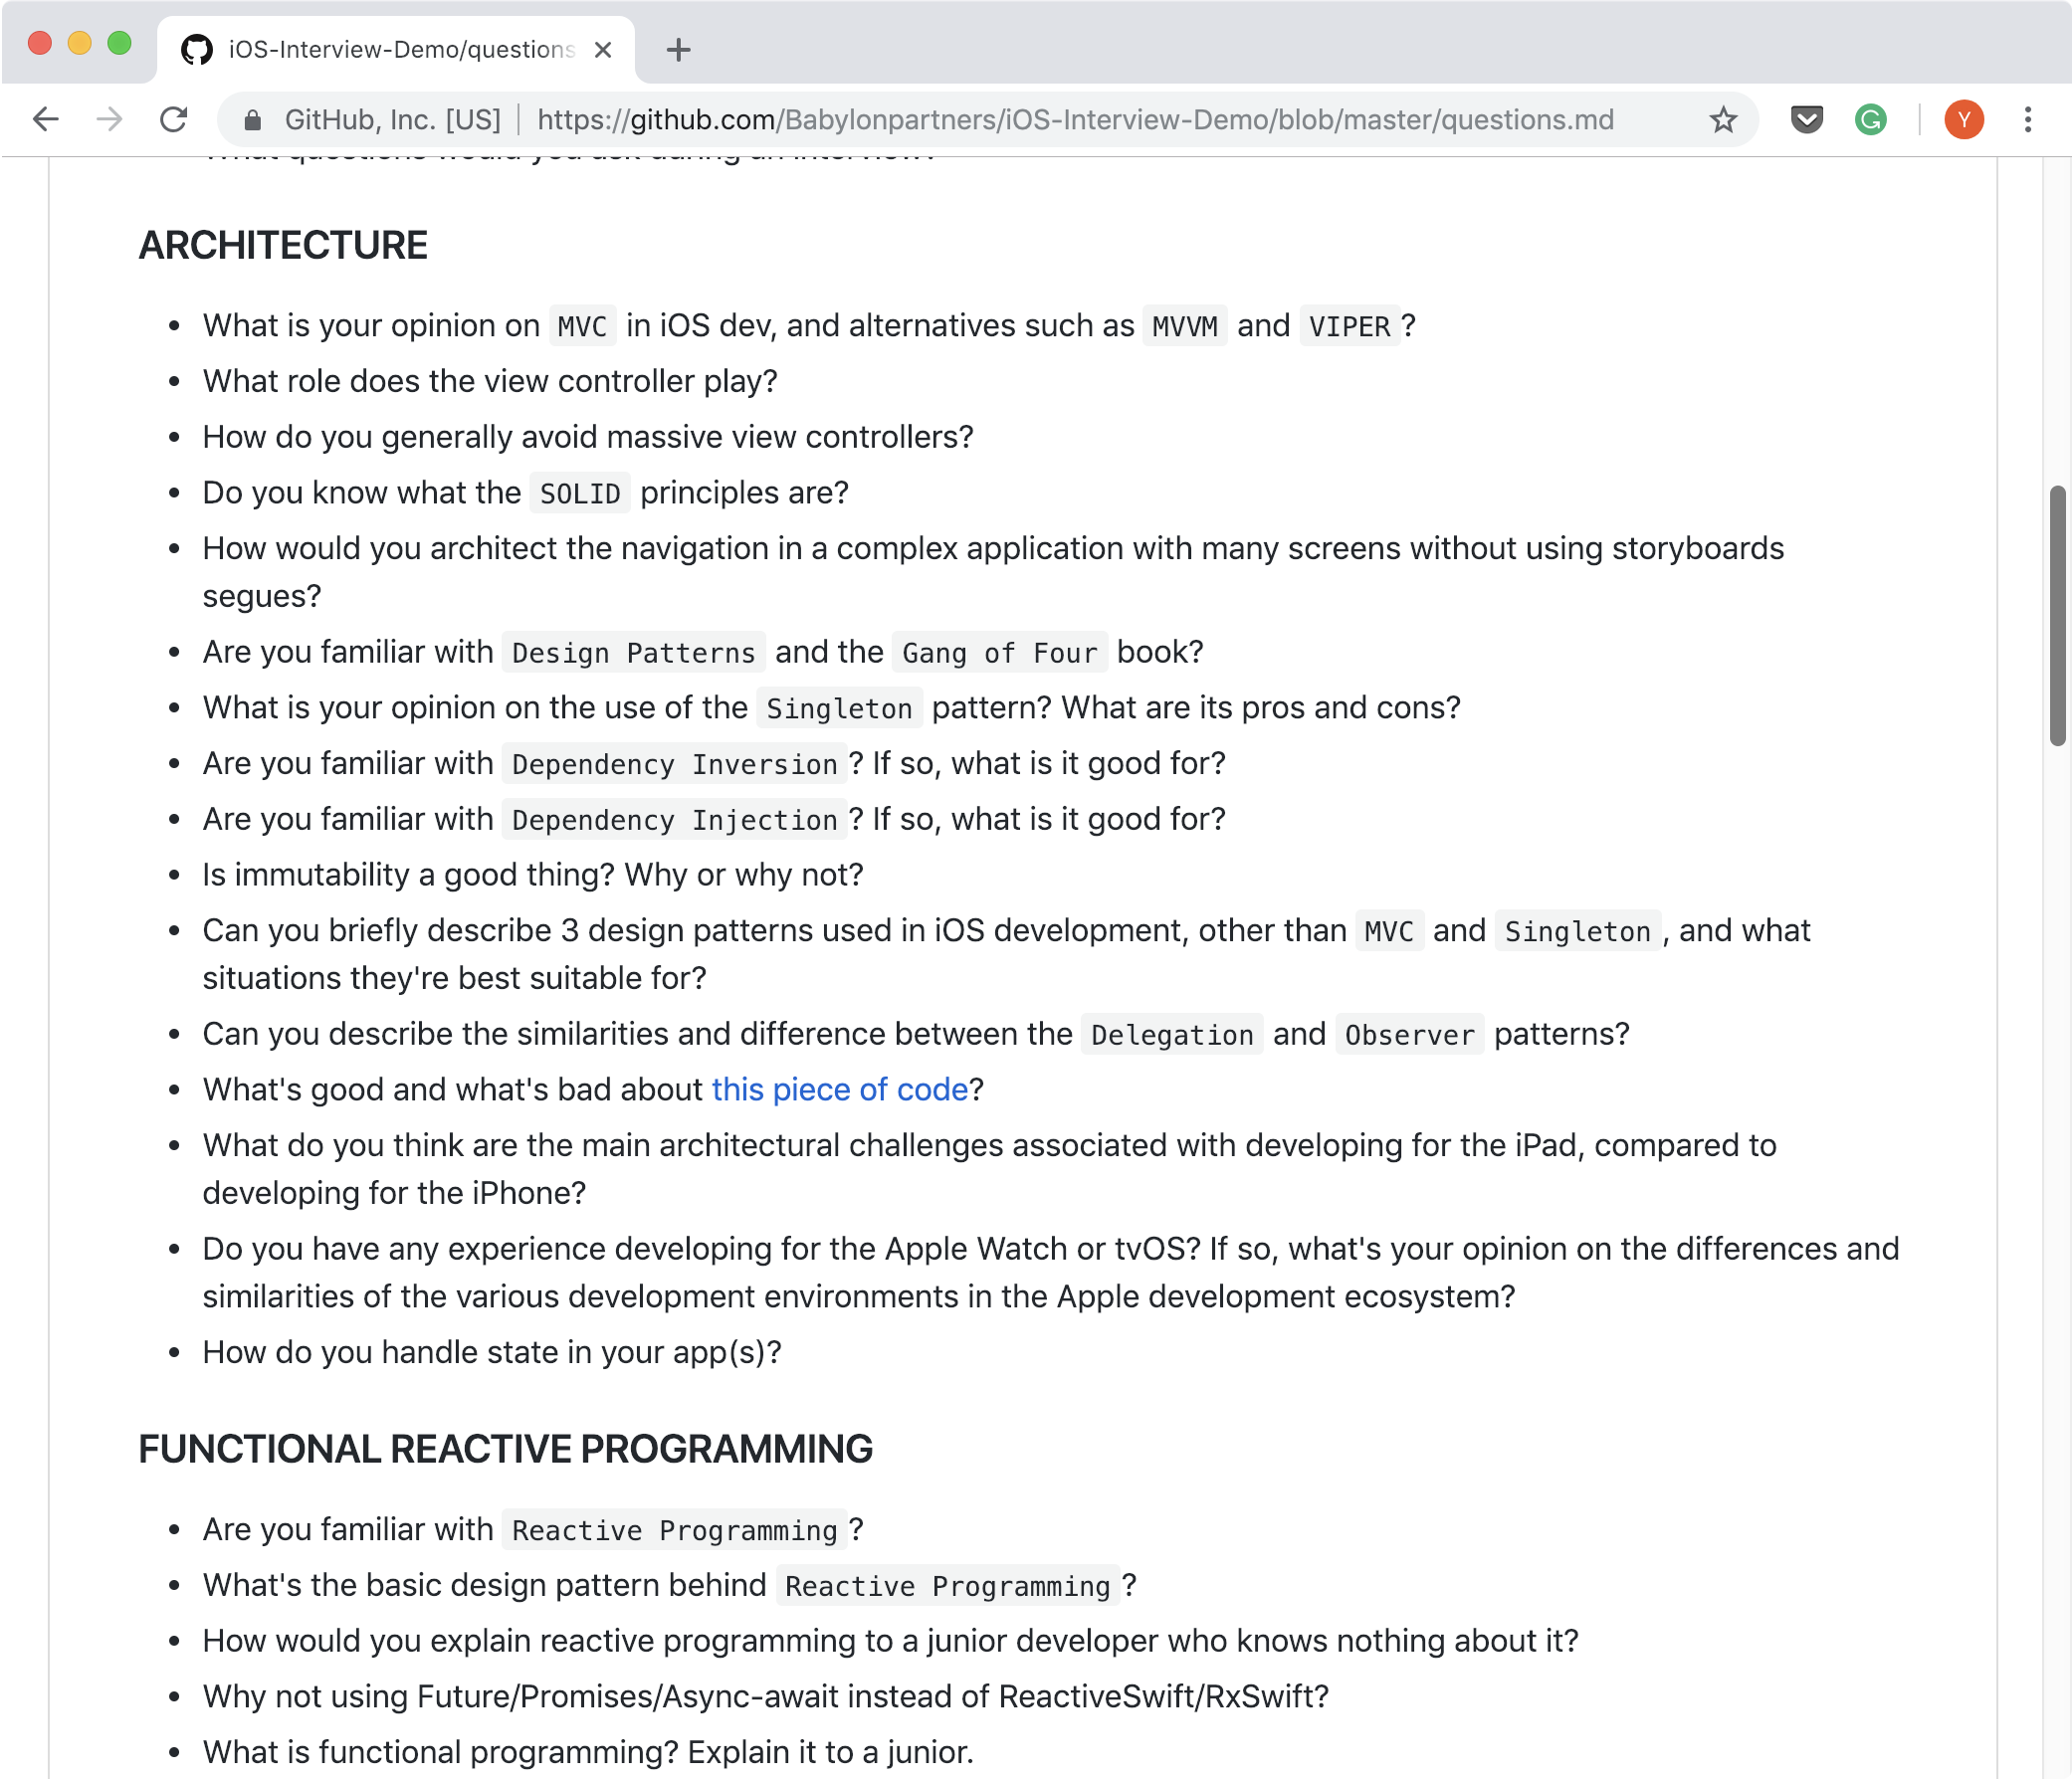 iOS-Interview-Demo/questions
GitHub, Inc. [US] https://github.com/Babylonpartners/iOS-Interview-Demo/blob/master/questions.md
Y
What questions would you ask during an interview?
ARCHITECTURE
What is your opinion on MVC in iOS dev, and alternatives such as MVVM and VIPER ?
What role does the view controller play?
How do you generally avoid massive view controllers?
Do you know what the SOLID principles are?
How would you architect the navigation in a complex application with many screens without using storyboards
segues?
Are you familiar with Design Patterns and the Gang of Four book?
What is your opinion on the use of the Singleton pattern? What are its pros and cons?
Are you familiar with Dependency Inversion ? If so, what is it good for?
Are you familiar with Dependency Injection ? If so, what is it good for?
Is immutability a good thing? Why or why not?
Can you briefly describe 3 design patterns used in iOS development, other than MVC and Singleton , and what
situations they're best suitable for?
Can you describe the similarities and difference between the Delegation and Observer patterns?
What's good and what's bad about this piece of code?
What do you think are the main architectural challenges associated with developing for the iPad, compared to
developing for the iPhone?
Do you have any experience developing for the Apple Watch or tvOS? If so, what's your opinion on the differences and
similarities of the various development environments in the Apple development ecosystem?
How do you handle state in your app(s)?
FUNCTIONAL REACTIVE PROGRAMMING
Are you familiar with Reactive Programming ?
What's the basic design pattern behind Reactive Programming ?
How would you explain reactive programming to a junior developer who knows nothing about it?
Why not using Future/Promises/Async-await instead of ReactiveSwift/RxSwift?
What is functional programming? Explain it to a junior.